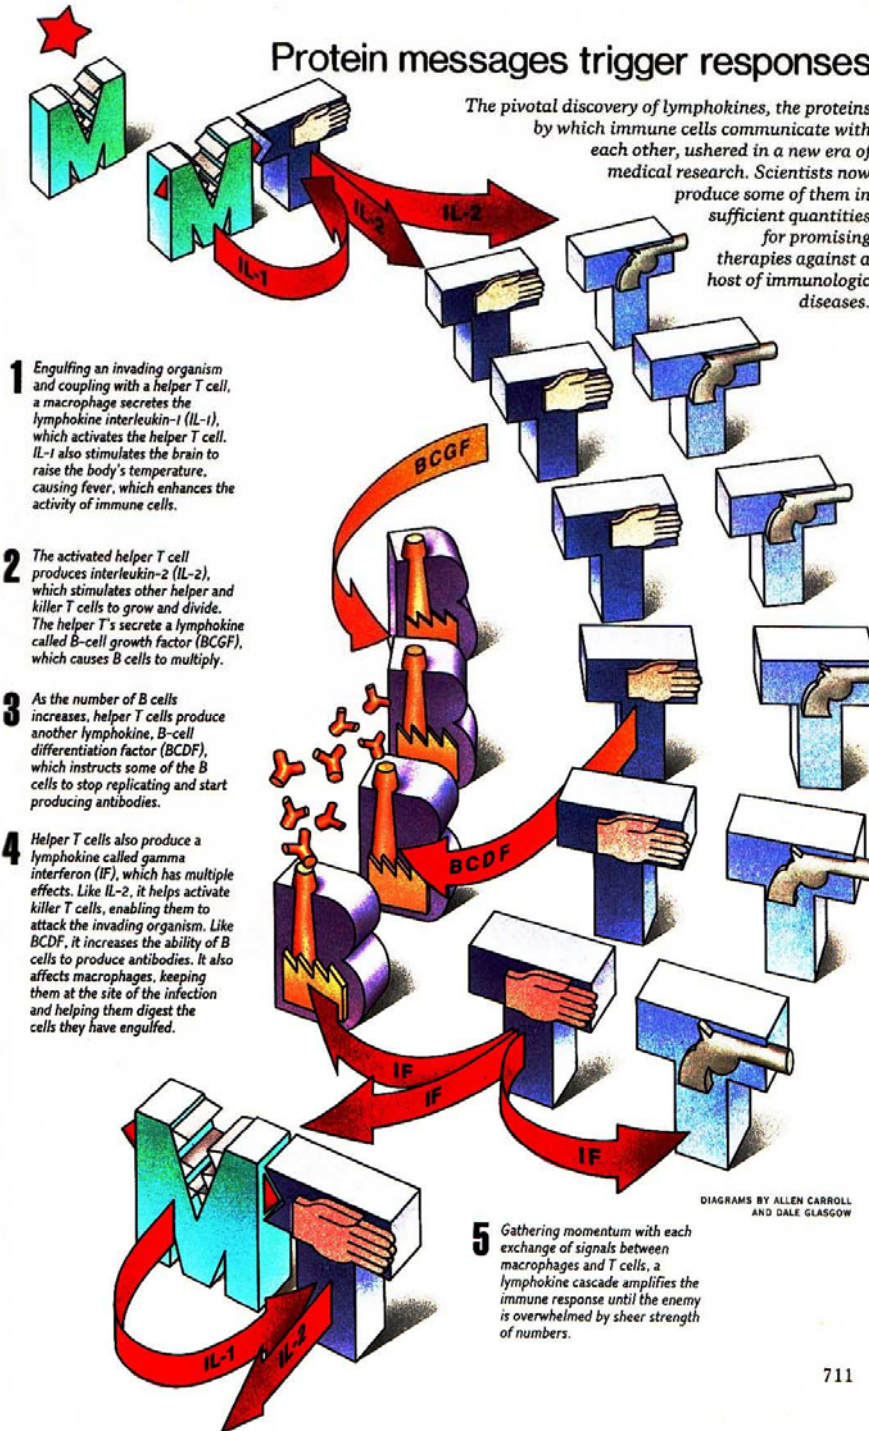 Protein messages trigger responses
The pivotal discovery of lymphokines, the proteins
by which immune cells communicate with
each other, ushered in a new era of
medical research. Scientists now
produce some of them in
sufficient quantities
for promising
therapies against a
host of immunologic
diseases.
M
M
T
IL-1
IL-2
IL-2
T
T
T
T
1 Engulfing an invading organism
and coupling with a helper T cell,
a macrophage secretes the
lymphokine interleukin-1 (IL-1),
which activates the helper T cell.
IL-1 also stimulates the brain to
raise the body's temperature,
causing fever, which enhances the
activity of immune cells.
BCGF
T
T
B
2 The activated helper T cell
produces interleukin-2 (IL-2),
which stimulates other helper and
killer T cells to grow and divide.
The helper T's secrete a lymphokine
called B-cell growth factor (BCGF),
which causes B cells to multiply.
T
T
B
3 As the number of B cells
increases, helper T cells produce
another lymphokine, B-cell
differentiation factor (BCDF),
which instructs some of the B
cells to stop replicating and start
producing antibodies.
B
BCDF
T
T
4 Helper T cells also produce a
lymphokine called gamma
interferon (IF), which has multiple
effects. Like IL-2, it helps activate
killer T cells, enabling them to
attack the invading organism. Like
BCDF, it increases the ability of B
cells to produce antibodies. It also
affects macrophages, keeping
them at the site of the infection
and helping them digest the
cells they have engulfed.
B
T
T
IF
IF
IF
M
T
IL-1
IL-2
DIAGRAMS BY ALLEN CARROLL
AND DALE GLASGOW
5 Gathering momentum with each
exchange of signals between
macrophages and T cells, a
lymphokine cascade amplifies the
immune response until the enemy
is overwhelmed by sheer strength
of numbers.
711